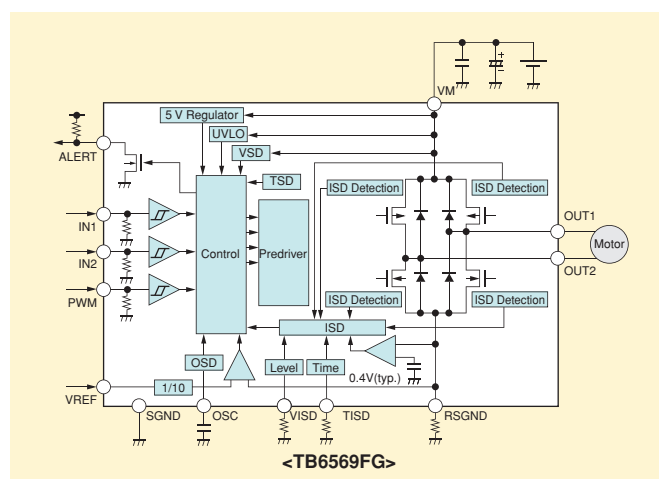 VM
5 V Regulator
UVLO
VSD
TSD
ALERT
ISD Detection
ISD Detection
IN1
IN2
PWM
Control
Predriver
OUT1
Motor
OUT2
ISD Detection
ISD Detection
ISD
OSD
Level
Time
0.4V(typ.)
1/10
VREF
SGND
OSC
VISD
TISD
RSGND
<TB6569FG>